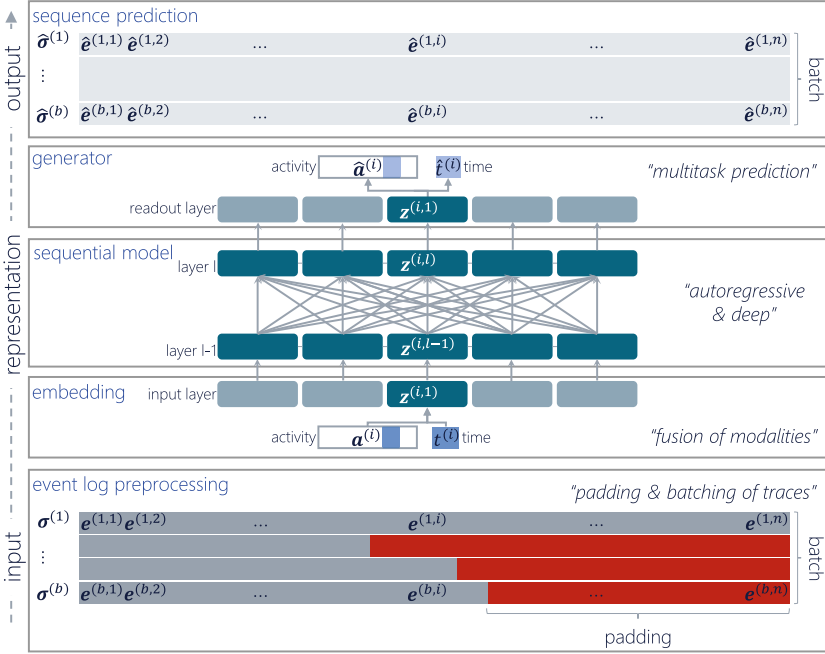 sequence prediction
σ̂^(1) ê^(1,1) ê^(1,2) ... ê^(1,i) ... ê^(1,n)
⋮
σ̂^(b) ê^(b,1) ê^(b,2) ... ê^(b,i) ... ê^(b,n)
batch
output
generator
activity â^(i) t̂^(i) time
"multitask prediction"
readout layer z^(i,1)
representation
sequential model
layer l z^(i,l)
"autoregressive
& deep"
layer l-1 z^(i,l−1)
embedding
input layer z^(i,1)
activity a^(i) t^(i) time
"fusion of modalities"
event log preprocessing
"padding & batching of traces"
σ^(1) e^(1,1) e^(1,2) ... e^(1,i) e^(1,n)
⋮
σ^(b) e^(b,1) e^(b,2) ... e^(b,i) ... e^(b,n)
batch
input
padding